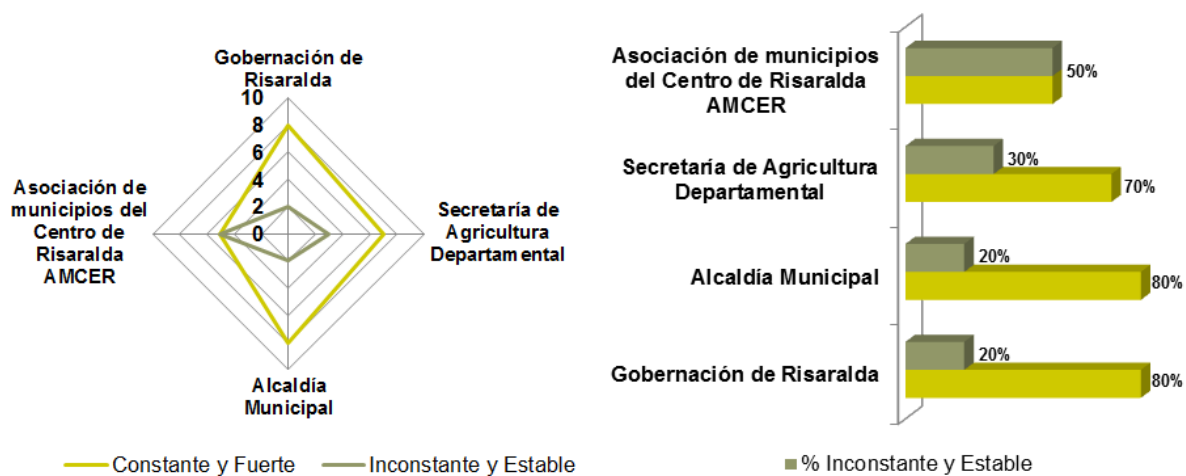 Gobernación de
Risaralda
10
8
6
4
2
0
Asociación de
municipios del
Centro de
Risaralda
AMCER
Secretaría de
Agricultura
Departamental
Alcaldía
Municipal
Constante y Fuerte
Inconstante y Estable
Asociación de municipios
del Centro de Risaralda
AMCER
50%
Secretaría de Agricultura
Departamental
30%
70%
Alcaldía Municipal
20%
80%
Gobernación de Risaralda
20%
80%
% Inconstante y Estable